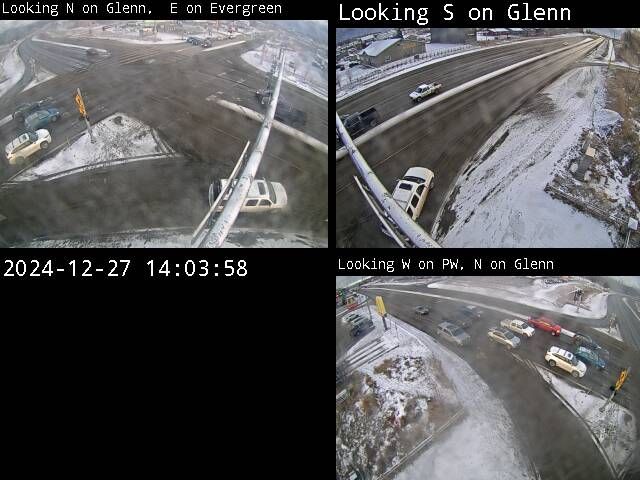 Looking N on Glenn,  E on Evergreen
Looking S on Glenn
2024-12-27 14:03:58
Looking W on PW, N on Glenn